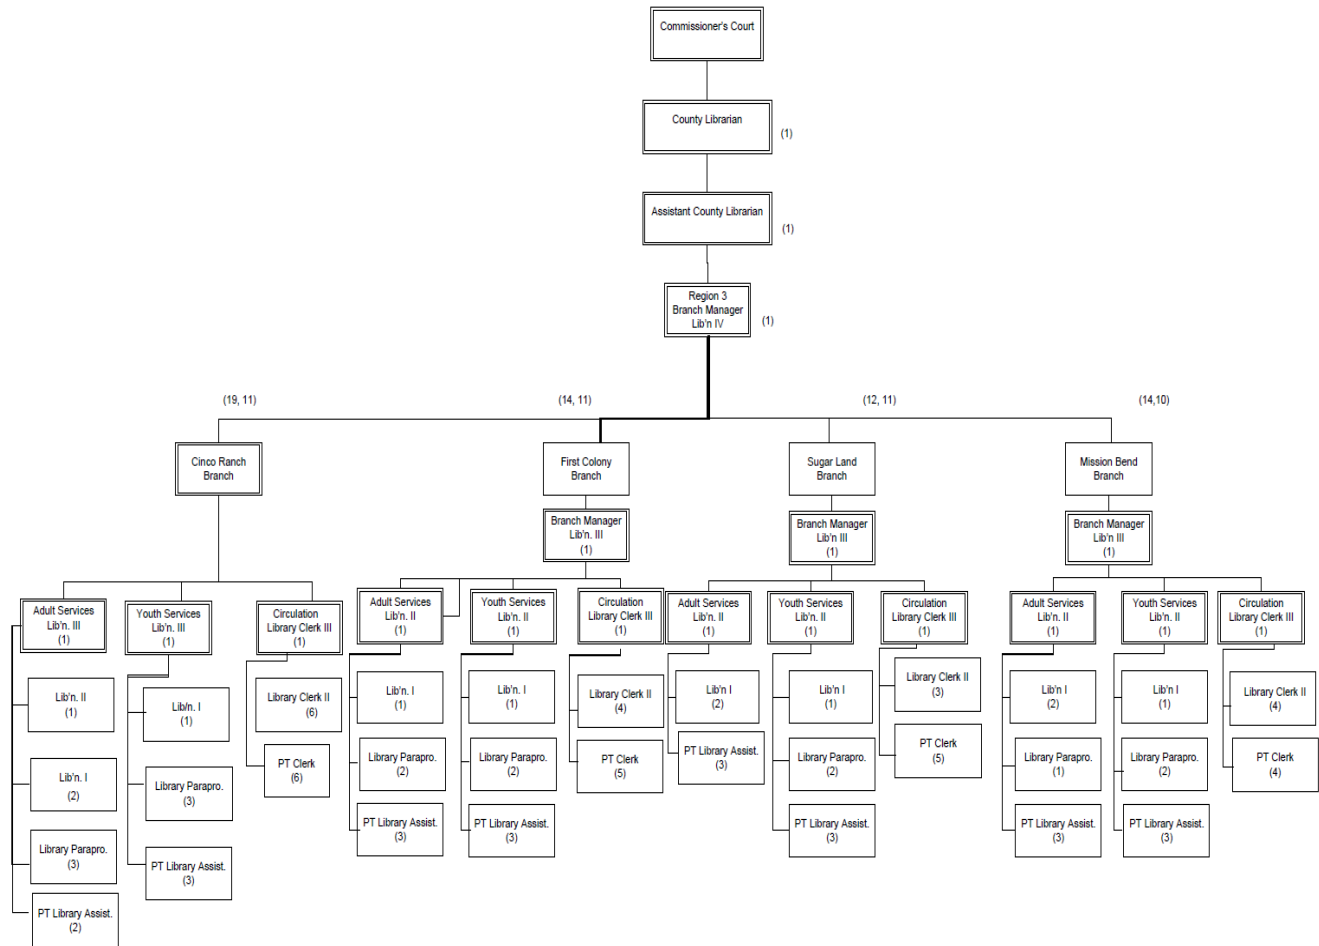 Commissioner's Court
County Librarian
(1)
Assistant County Librarian
(1)
Region 3
Branch Manager
Lib'n IV
(1)
(19, 11)
(14, 11)
(12, 11)
(14,10)
Cinco Ranch
Branch
First Colony
Branch
Sugar Land
Branch
Mission Bend
Branch
Branch Manager
Lib'n. III
(1)
Branch Manager
Lib'n III
(1)
Branch Manager
Lib'n III
(1)
Adult Services
Lib'n. III
(1)
Youth Services
Lib'n. III
(1)
Circulation
Library Clerk III
(1)
Adult Services
Lib'n. II
(1)
Youth Services
Lib'n. II
(1)
Circulation
Library Clerk III
(1)
Adult Services
Lib'n. II
(1)
Youth Services
Lib'n. II
(1)
Circulation
Library Clerk III
(1)
Adult Services
Lib'n. II
(1)
Youth Services
Lib'n. II
(1)
Circulation
Library Clerk III
(1)
Lib'n. II
(1)
Lib'n. I
(2)
Library Parapro.
(3)
PT Library Assist.
(2)
Lib/n. I
(1)
Library Parapro.
(3)
PT Library Assist.
(3)
Library Clerk II
(6)
PT Clerk
(6)
Lib'n. I
(1)
Library Parapro.
(2)
PT Library Assist.
(3)
Lib'n. I
(1)
Library Parapro.
(2)
PT Library Assist.
(3)
Library Clerk II
(4)
PT Clerk
(5)
Lib'n I
(2)
PT Library Assist.
(3)
Lib'n I
(1)
Library Parapro.
(2)
PT Library Assist.
(3)
Library Clerk II
(3)
PT Clerk
(5)
Lib'n I
(2)
Library Parapro.
(1)
PT Library Assist.
(3)
Lib'n I
(1)
Library Parapro.
(2)
PT Library Assist.
(3)
Library Clerk II
(4)
PT Clerk
(4)